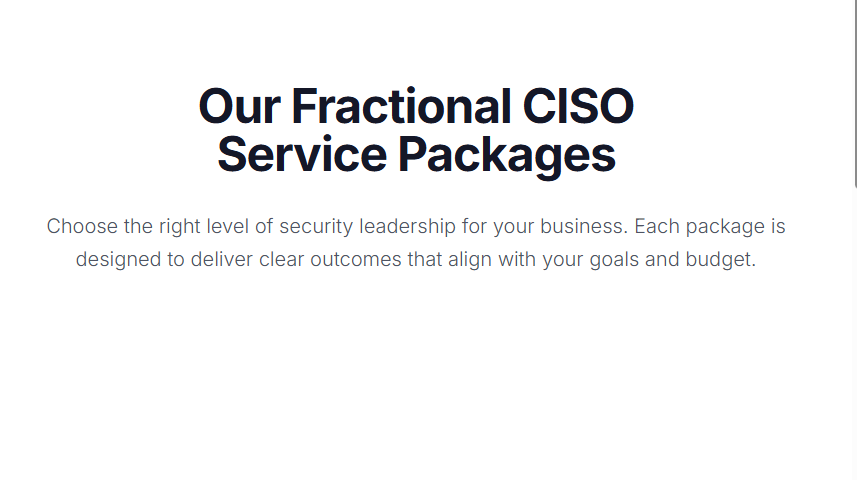 Our Fractional CISO
Service Packages
Choose the right level of security leadership for your business. Each package is
designed to deliver clear outcomes that align with your goals and budget.